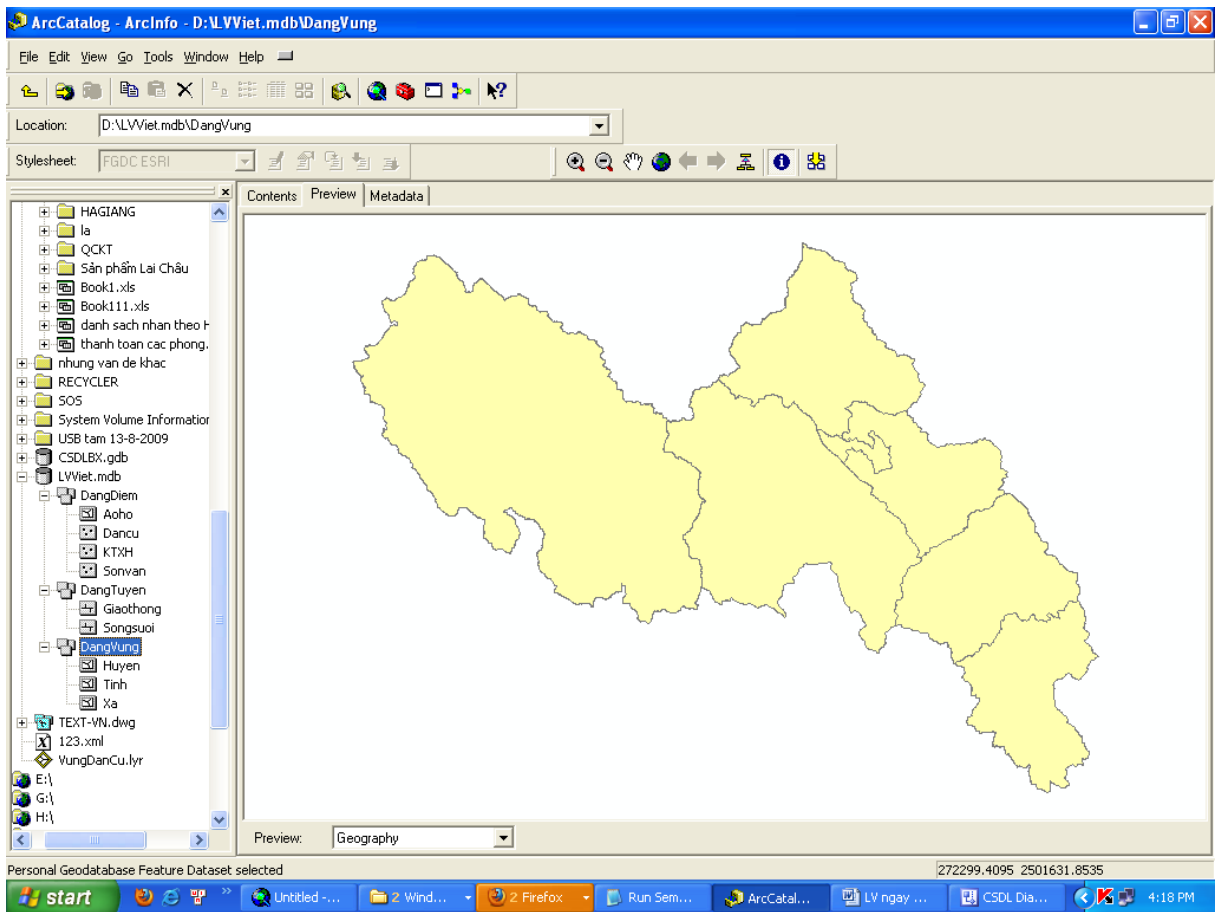 ArcCatalog - ArcInfo - D:\LVViet.mdb\DangVung
File Edit View Go Tools Window Help
Location: D:\LVViet.mdb\DangVung
Stylesheet: FGDC ESRI
Contents Preview Metadata
HAGIANG
la
QCKT
Sản phẩm Lai Châu
Book1.xls
Book111.xls
danh sach nhan theo H
thanh toan cac phong.
nhung van de khac
RECYCLER
SOS
System Volume Information
USB tam 13-8-2009
CSDLBX.gdb
LVViet.mdb
DangDiem
Aoho
Dancu
KTXH
Sonvan
DangTuyen
Giaothong
Songsuoi
DangVung
Huyen
Tinh
Xa
TEXT-VN.dwg
123.xml
VungDanCu.lyr
E:\
G:\
H:\
Preview: Geography
Personal Geodatabase Feature Dataset selected
272299.4095 2501631.8535
start
Untitled -...
2 Wind...
2 Firefox
Run Sem...
ArcCatal...
LV ngay ...
CSDL Dia...
4:18 PM